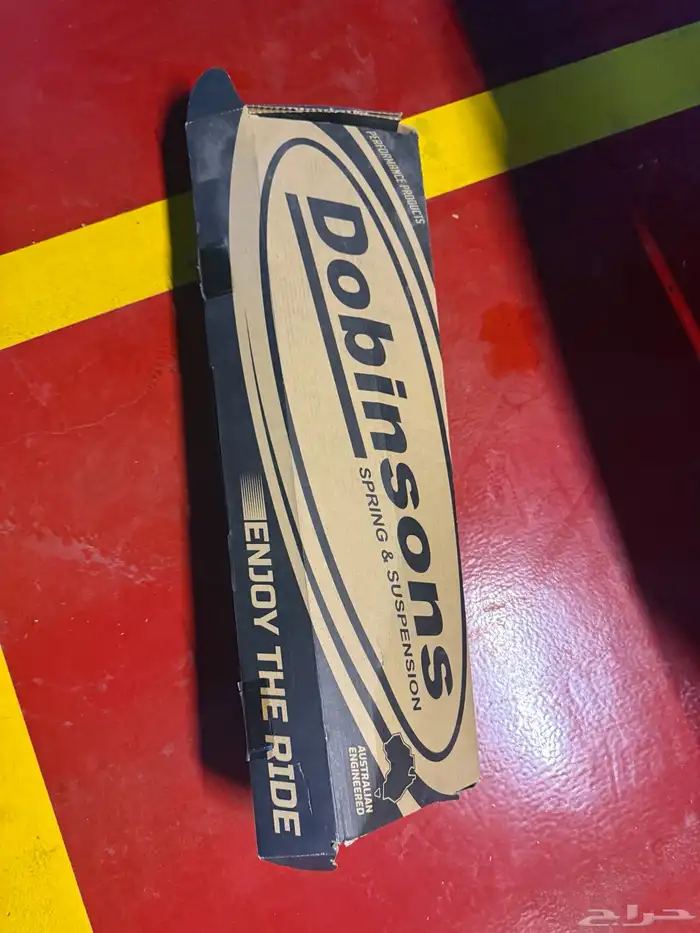 PERFORMANCE PRODUCTS
Dobinsons
SPRING & SUSPENSION
ENJOY THE RIDE
AUSTRALIAN
ENGINEERED
حراج